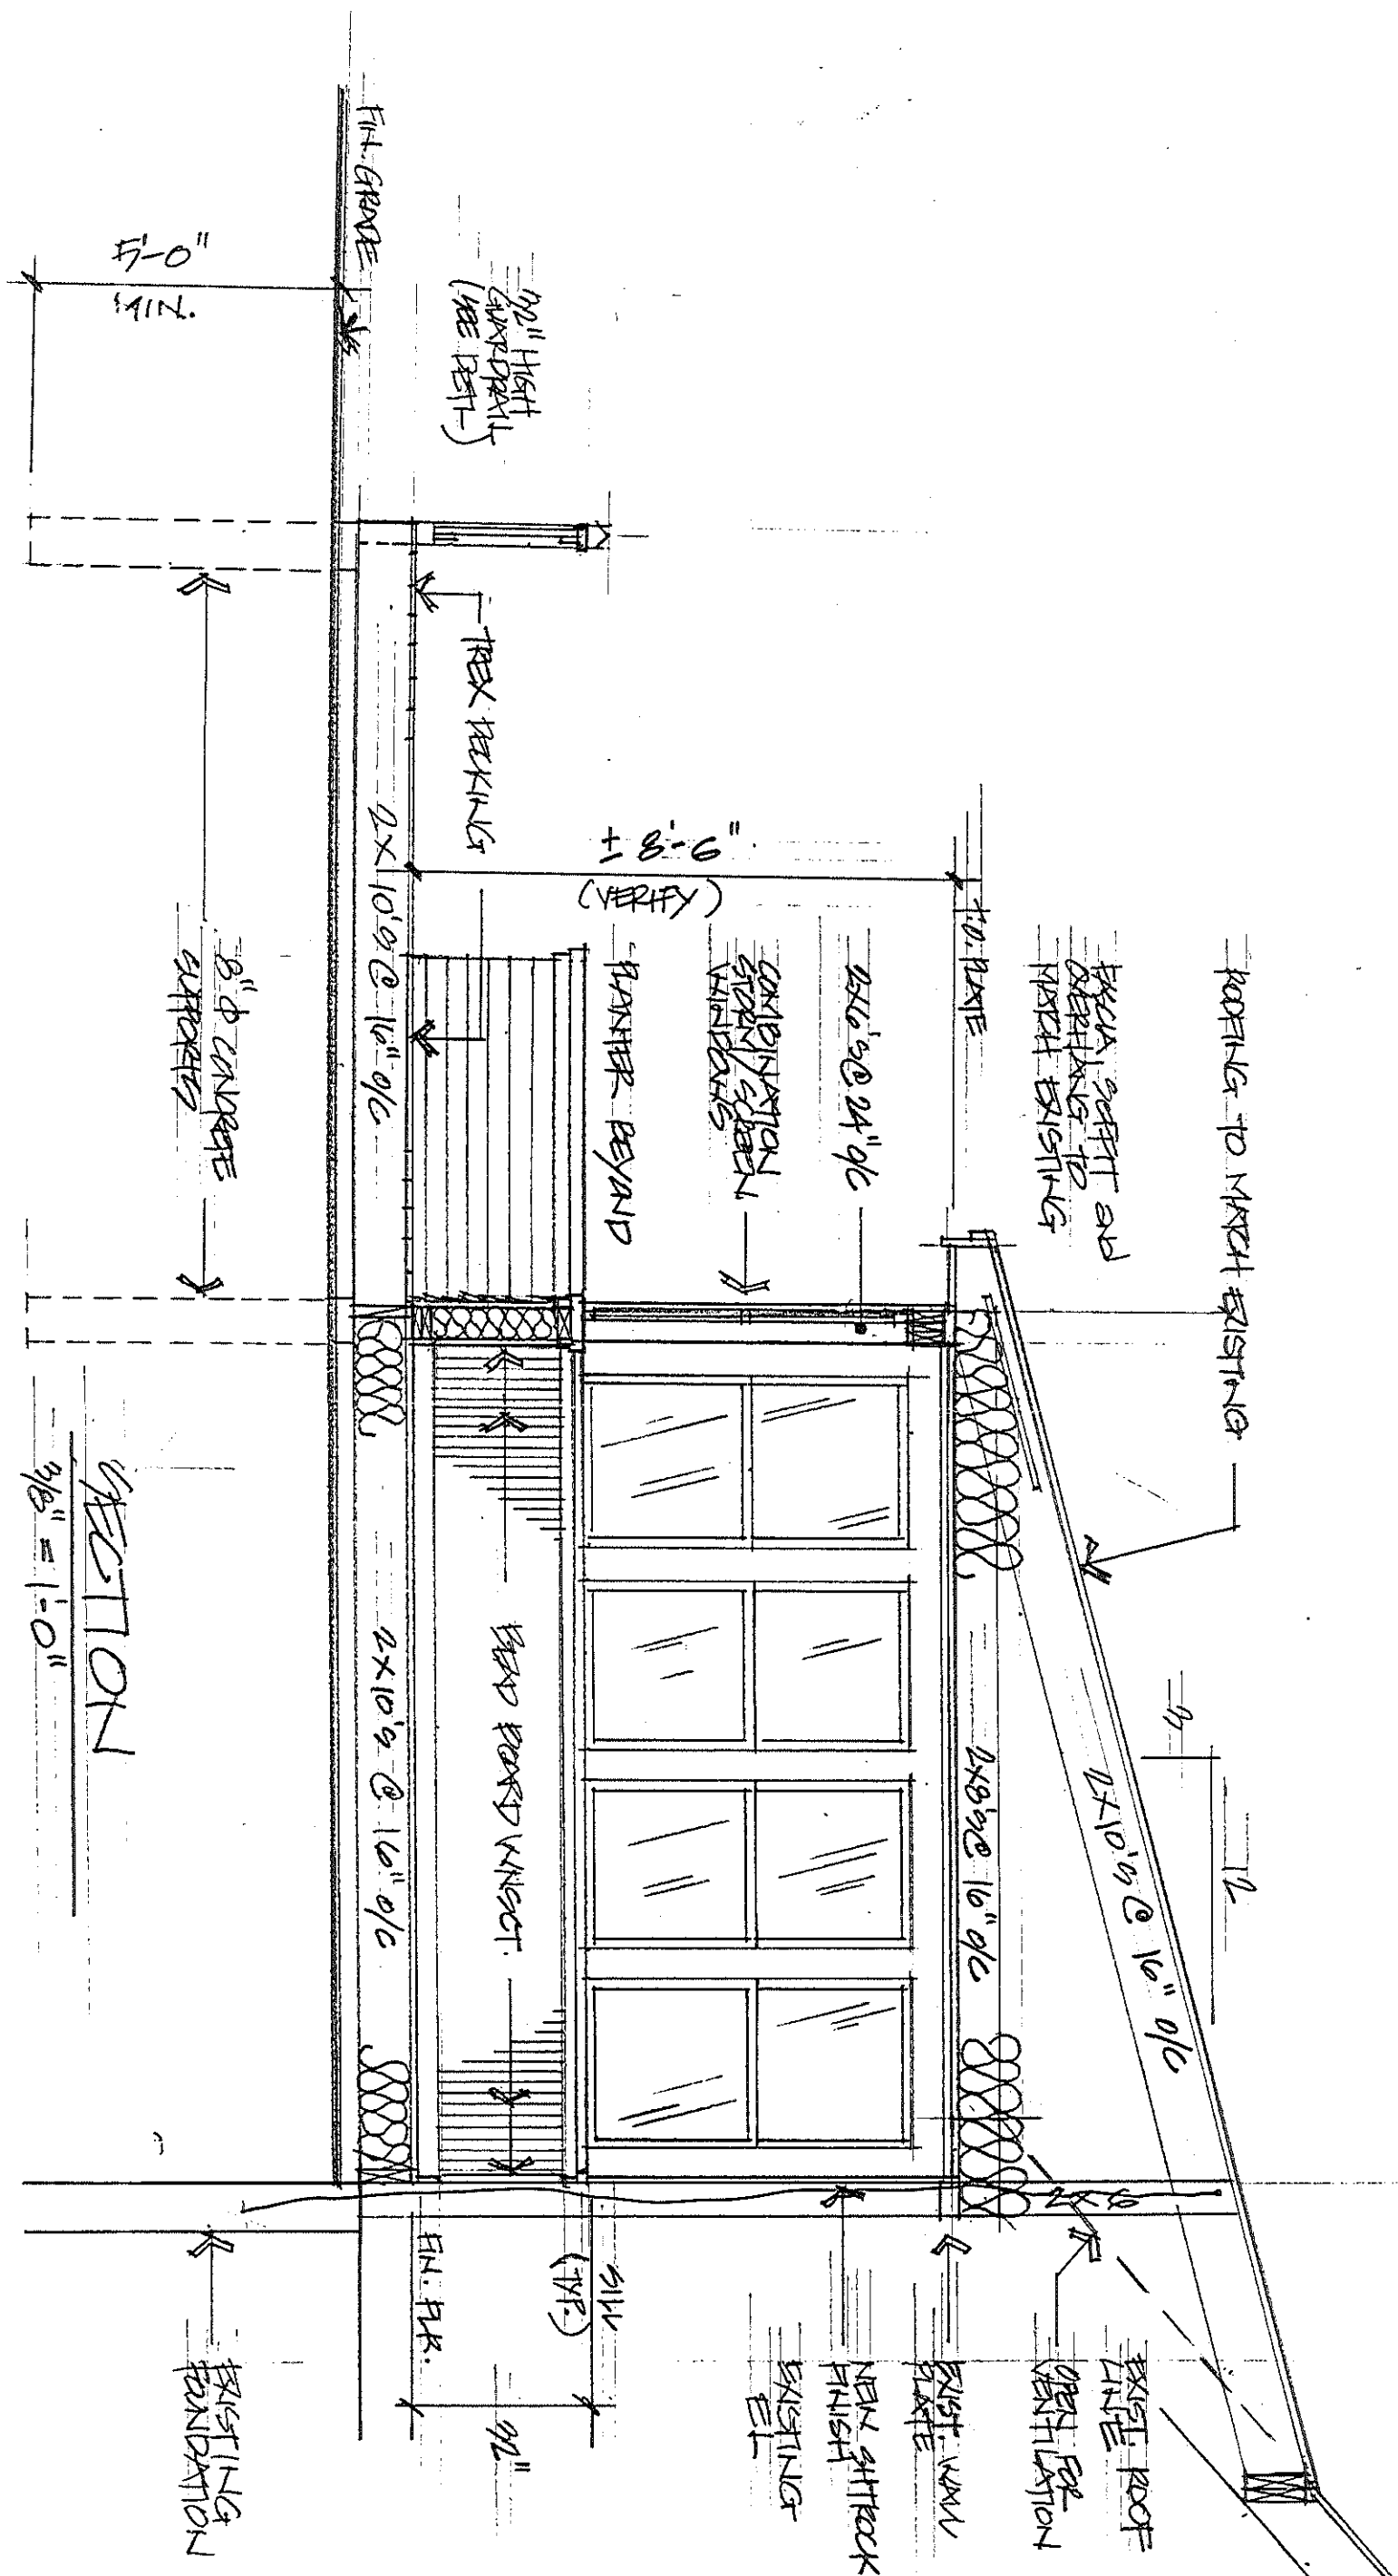 ROOFING TO MATCH EXISTING
3
12
2X10'S @ 16" O/C
FASCIA, SOFFIT AND
OVERHANG TO
MATCH EXISTING
T.O. PLATE
2X8'S @ 16" O/C
2X6
EXIST. ROOF
LINE
OPEN FOR
VENTILATION
± 8'-6"
(VERIFY)
2X6'S @ 24" O/C
COMBINATION
STORM/SCREEN
WINDOWS
PLANTER BEYOND
EXIST. WALL
PLATE
NEW SHTROCK
FINISH
EXISTING
EL
32" HIGH
GUARDRAIL
(SEE DETL)
TREX DECKING
BEAD BOARD WNSCT.
SILL
(TYP.)
32"
FIN. FLR.
FIN. GRADE
2X10'S @ 16" O/C
2X10'S @ 16" O/C
5'-0"
MIN.
8" Φ CONCRETE
SUPPORTS
EXISTING
FOUNDATION
SECTION
3/8" = 1'-0"